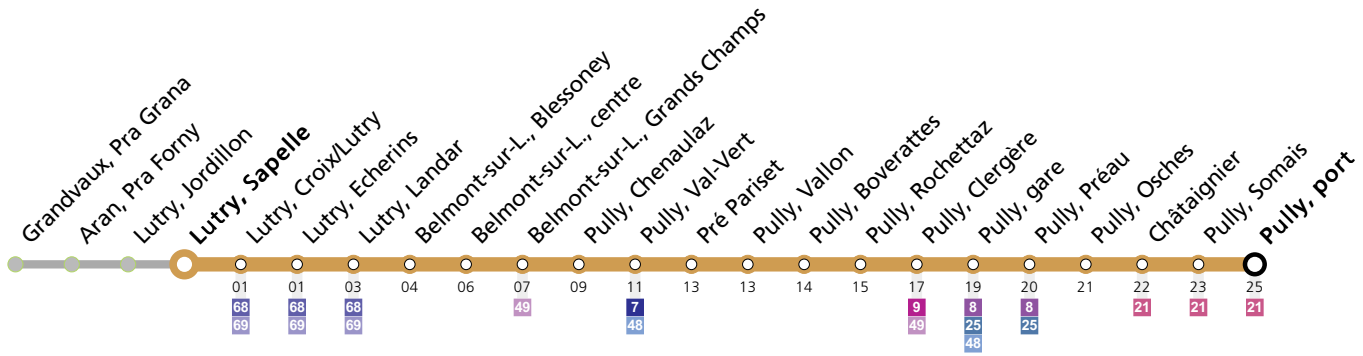 Grandvaux, Pra Grana
Aran, Pra Forny
Lutry, Jordillon
Lutry, Sapelle
Lutry, Croix/Lutry
Lutry, Echerins
Lutry, Landar
Belmont-sur-L., Blessoney
Belmont-sur-L., centre
Belmont-sur-L., Grands Champs
Pully, Chenaulaz
Pully, Val-Vert
Pré Pariset
Pully, Vallon
Pully, Boverattes
Pully, Rochettaz
Pully, Clergère
Pully, gare
Pully, Préau
Pully, Osches
Châtaignier
Pully, Somais
Pully, port
01 01 03 04 06 07 09 11 13 13 14 15 17 19 20 21 22 23 25
68 68 68 49 7 9 8 8 21 21 21
69 69 69 48 49 25 25
48